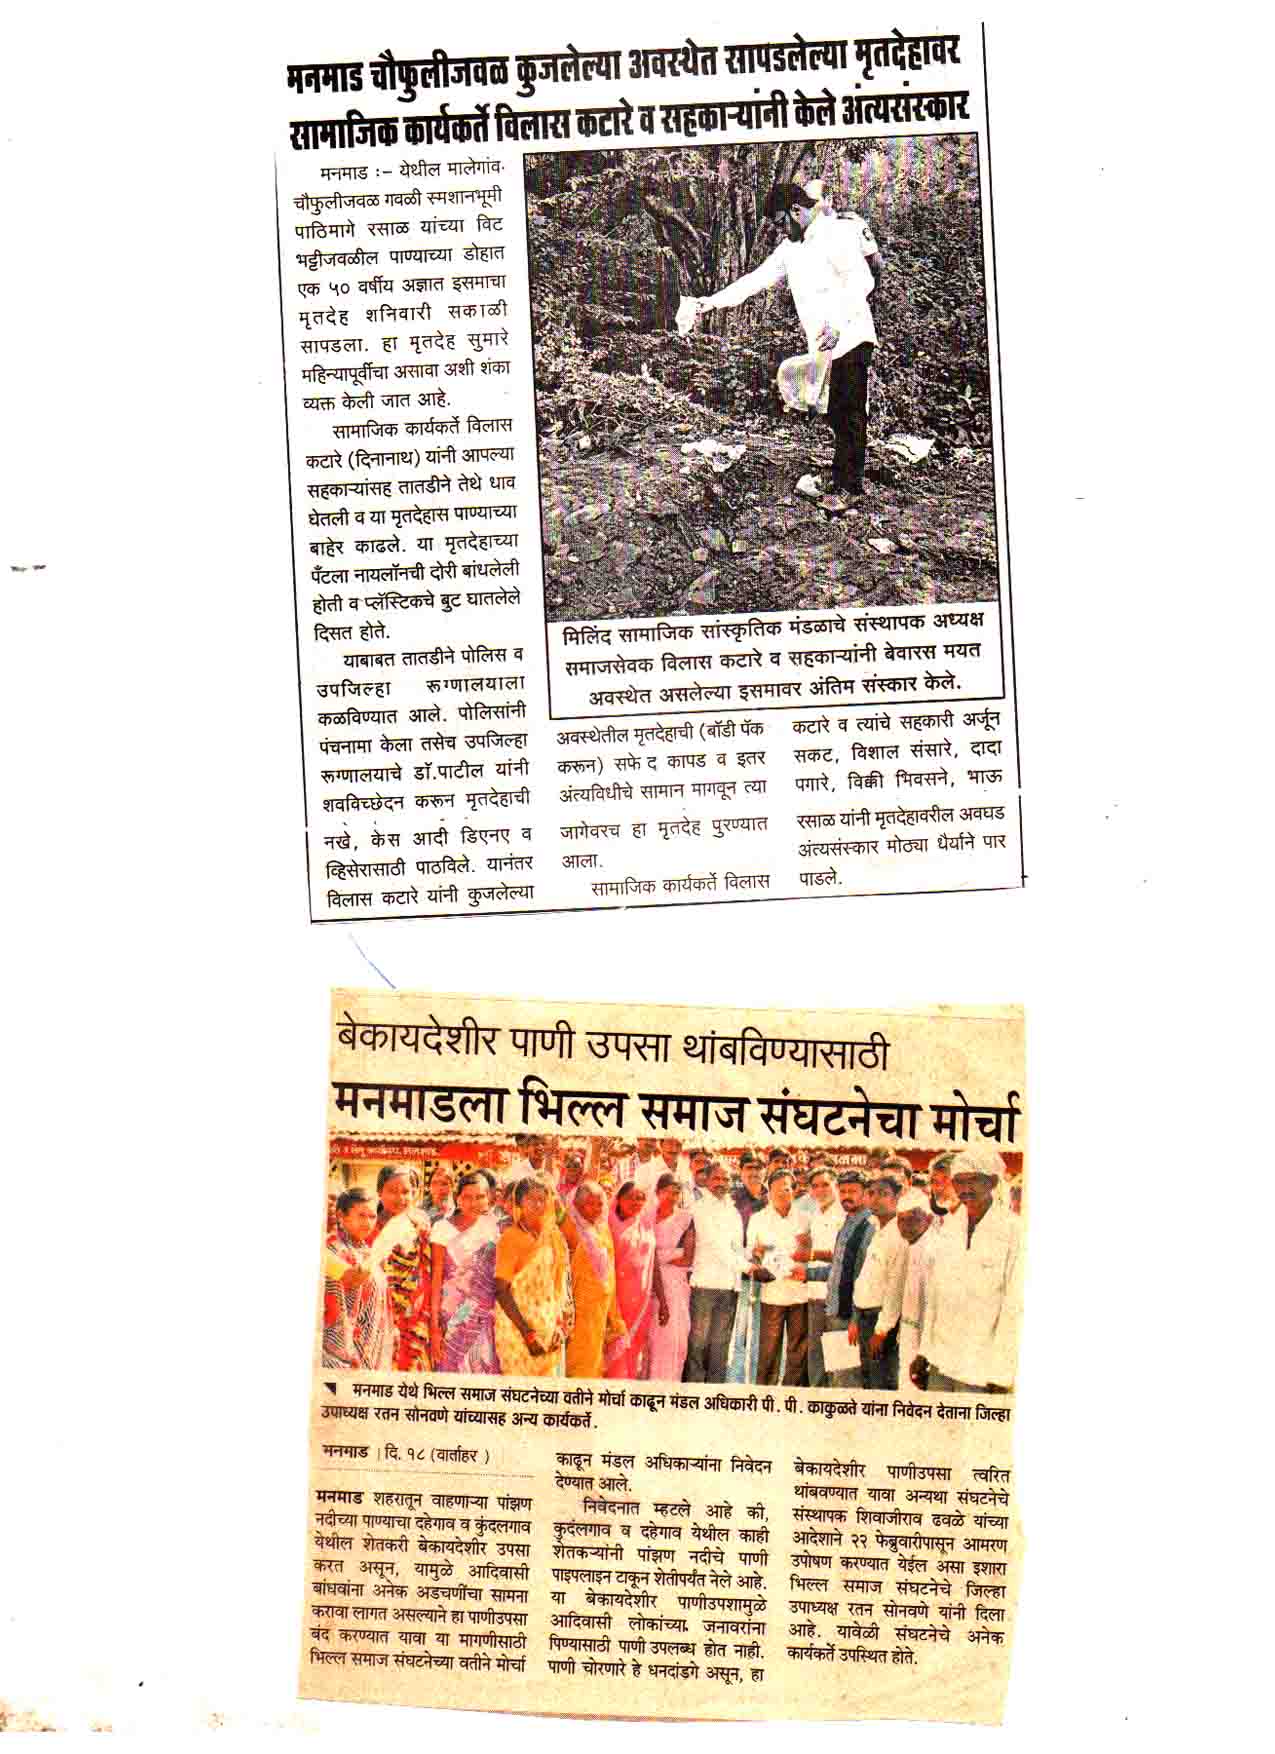 मनमाड चौफुलीजवळ कुजलेल्या अवस्थेत सापडलेल्या मृतदेहावर
सामाजिक कार्यकर्ते विलास कटारे व सहकाऱ्यांनी केले अंत्यसंस्कार
मनमाड :- येथील मालेगांव-
चौफुलीजवळ गवळी स्मशानभूमी
पाठिमागे रसाळ यांच्या विट
भट्टीजवळील पाण्याच्या डोहात
एक ५० वर्षीय अज्ञात इसमाचा
मृतदेह शनिवारी सकाळी
सापडला. हा मृतदेह सुमारे
महिन्यापूर्वीचा असावा अशी शंका
व्यक्त केली जात आहे.
सामाजिक कार्यकर्ते विलास
कटारे (दिनानाथ) यांनी आपल्या
सहकाऱ्यांसह तातडीने तेथे धाव
घेतली व या मृतदेहास पाण्याच्या
बाहेर काढले. या मृतदेहाच्या
पँटला नायलॉनची दोरी बांधलेली
होती व प्लॅस्टिकचे बुट घातलेले
दिसत होते.
याबाबत तातडीने पोलिस व
उपजिल्हा रूग्णालयाला
कळविण्यात आले. पोलिसांनी
पंचनामा केला तसेच उपजिल्हा
रूग्णालयाचे डॉ.पाटील यांनी
शवविच्छेदन करून मृतदेहाची
नखे, केस आदी डिएनए व
व्हिसेरासाठी पाठविले. यानंतर
विलास कटारे यांनी कुजलेल्या
मिलिंद सामाजिक सांस्कृतिक मंडळाचे संस्थापक अध्यक्ष
समाजसेवक विलास कटारे व सहकाऱ्यांनी बेवारस मयत
अवस्थेत असलेल्या इसमावर अंतिम संस्कार केले.
अवस्थेतील मृतदेहाची (बॉडी पॅक
करून) सफेद कापड व इतर
अंत्यविधीचे सामान मागवून त्या
जागेवरच हा मृतदेह पुरण्यात
आला.
सामाजिक कार्यकर्ते विलास
कटारे व त्यांचे सहकारी अर्जून
सकट, विशाल संसारे, दादा
पगारे, विक्की भिवसने, भाऊ
रसाळ यांनी मृतदेहावरील अवघड
अंत्यसंस्कार मोठ्या धैर्याने पार
पाडले.
बेकायदेशीर पाणी उपसा थांबविण्यासाठी
मनमाडला भिल्ल समाज संघटनेचा मोर्चा
मनमाड येथे भिल्ल समाज संघटनेच्या वतीने मोर्चा काढून मंडल अधिकारी पी. पी. काकुळते यांना निवेदन देताना जिल्हा
उपाध्यक्ष रतन सोनवणे यांच्यासह अन्य कार्यकर्ते.
मनमाड | दि. १८ (वार्ताहर)
मनमाड शहरातून वाहणाऱ्या पांझण
नदीच्या पाण्याचा दहेगाव व कुंदलगाव
येथील शेतकरी बेकायदेशीर उपसा
करत असून, यामुळे आदिवासी
बांधवांना अनेक अडचणींचा सामना
करावा लागत असल्याने हा पाणीउपसा
बंद करण्यात यावा या मागणीसाठी
भिल्ल समाज संघटनेच्या वतीने मोर्चा
काढून मंडल अधिकाऱ्यांना निवेदन
देण्यात आले.
निवेदनात म्हटले आहे की,
कुदंलगाव व दहेगाव येथील काही
शेतकऱ्यांनी पांझण नदीचे पाणी
पाइपलाइन टाकून शेतीपर्यंत नेले आहे.
या बेकायदेशीर पाणीउपशामुळे
आदिवासी लोकांच्या जनावरांना
पिण्यासाठी पाणी उपलब्ध होत नाही.
पाणी चोरणारे हे धनदांडगे असून, हा
बेकायदेशीर पाणीउपसा त्वरित
थांबवण्यात यावा अन्यथा संघटनेचे
संस्थापक शिवाजीराव ढवळे यांच्या
आदेशाने २२ फेब्रुवारीपासून आमरण
उपोषण करण्यात येईल असा इशारा
भिल्ल समाज संघटनेचे जिल्हा
उपाध्यक्ष रतन सोनवणे यांनी दिला
आहे. यावेळी संघटनेचे अनेक
कार्यकर्ते उपस्थित होते.